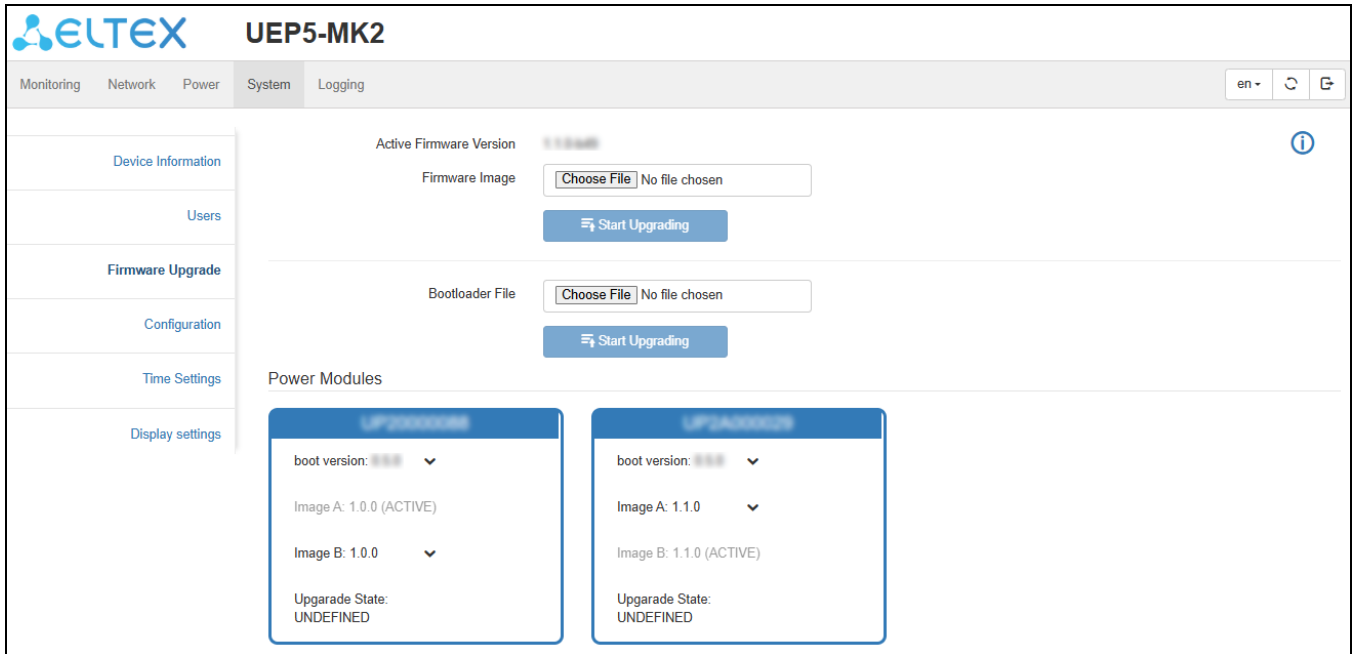 ELTEX UEP5-MK2
Monitoring Network Power System Logging en
Active Firmware Version
Device Information
Firmware Image Choose File No file chosen
Users
Start Upgrading
Firmware Upgrade
Bootloader File Choose File No file chosen
Configuration
Start Upgrading
Time Settings
Power Modules
Display settings
boot version: boot version:
Image A: 1.0.0 (ACTIVE) Image A: 1.1.0
Image B: 1.0.0 Image B: 1.1.0 (ACTIVE)
Upgarade State: Upgarade State:
UNDEFINED UNDEFINED